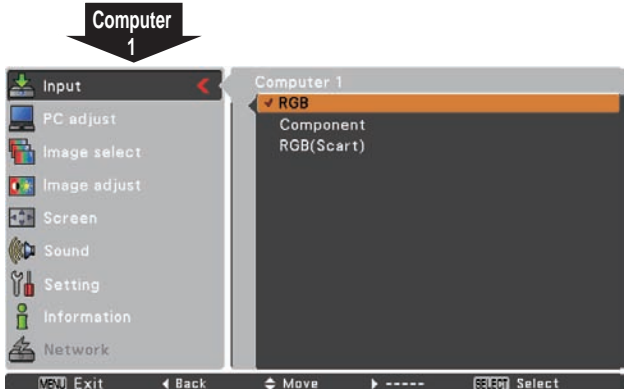 Computer
1
Input
PC adjust
Image select
Image adjust
Screen
Sound
Setting
Information
Network
Computer 1
RGB
Component
RGB(Scart)
MENU Exit Back Move ----- SELECT Select